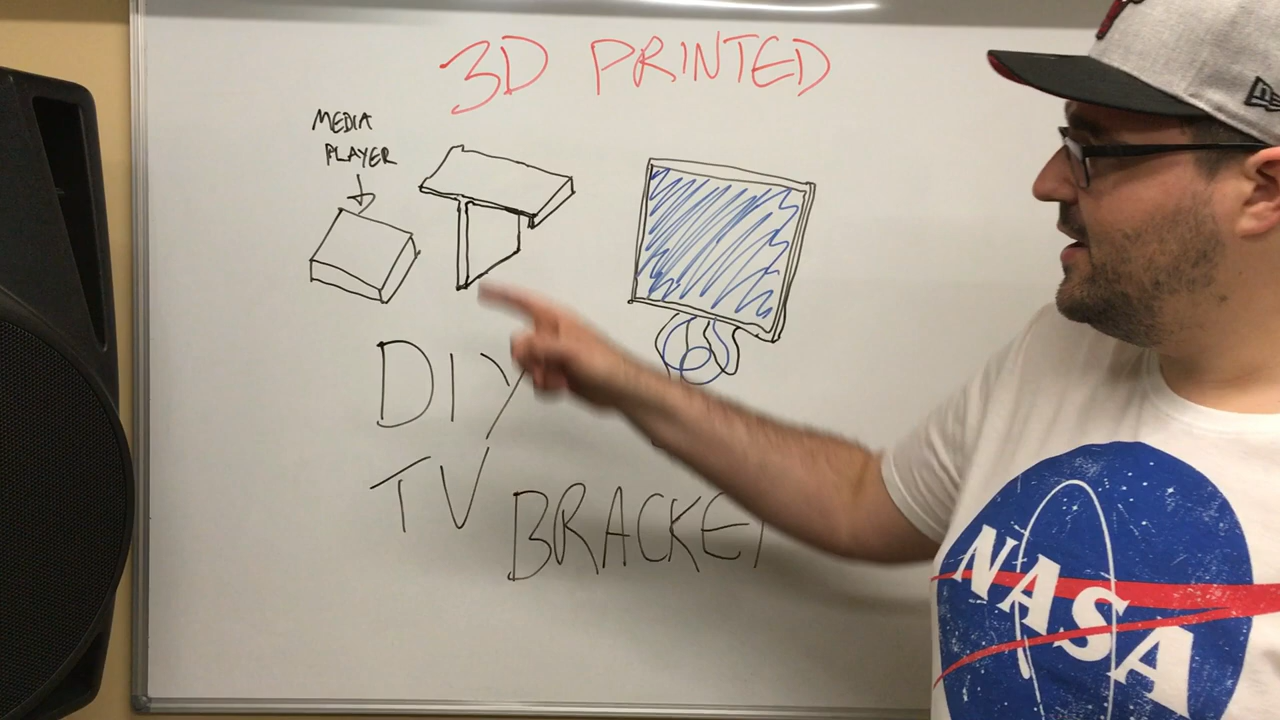 3D PRINTED
MEDIA
PLAYER
DIY
TV BRACKET
NASA